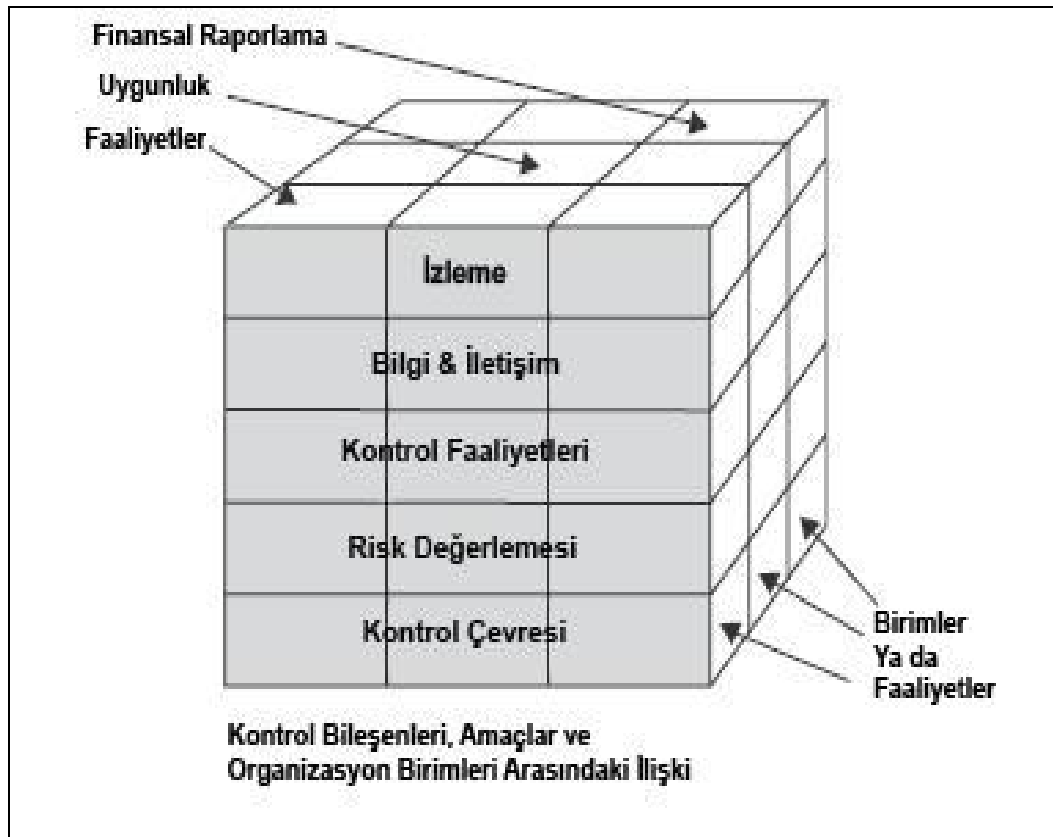 Finansal Raporlama
Uygunluk
Faaliyetler
İzleme
Bilgi & İletişim
Kontrol Faaliyetleri
Risk Değerlemesi
Kontrol Çevresi
Birimler
Ya da
Faaliyetler
Kontrol Bileşenleri, Amaçlar ve
Organizasyon Birimleri Arasındaki İlişki